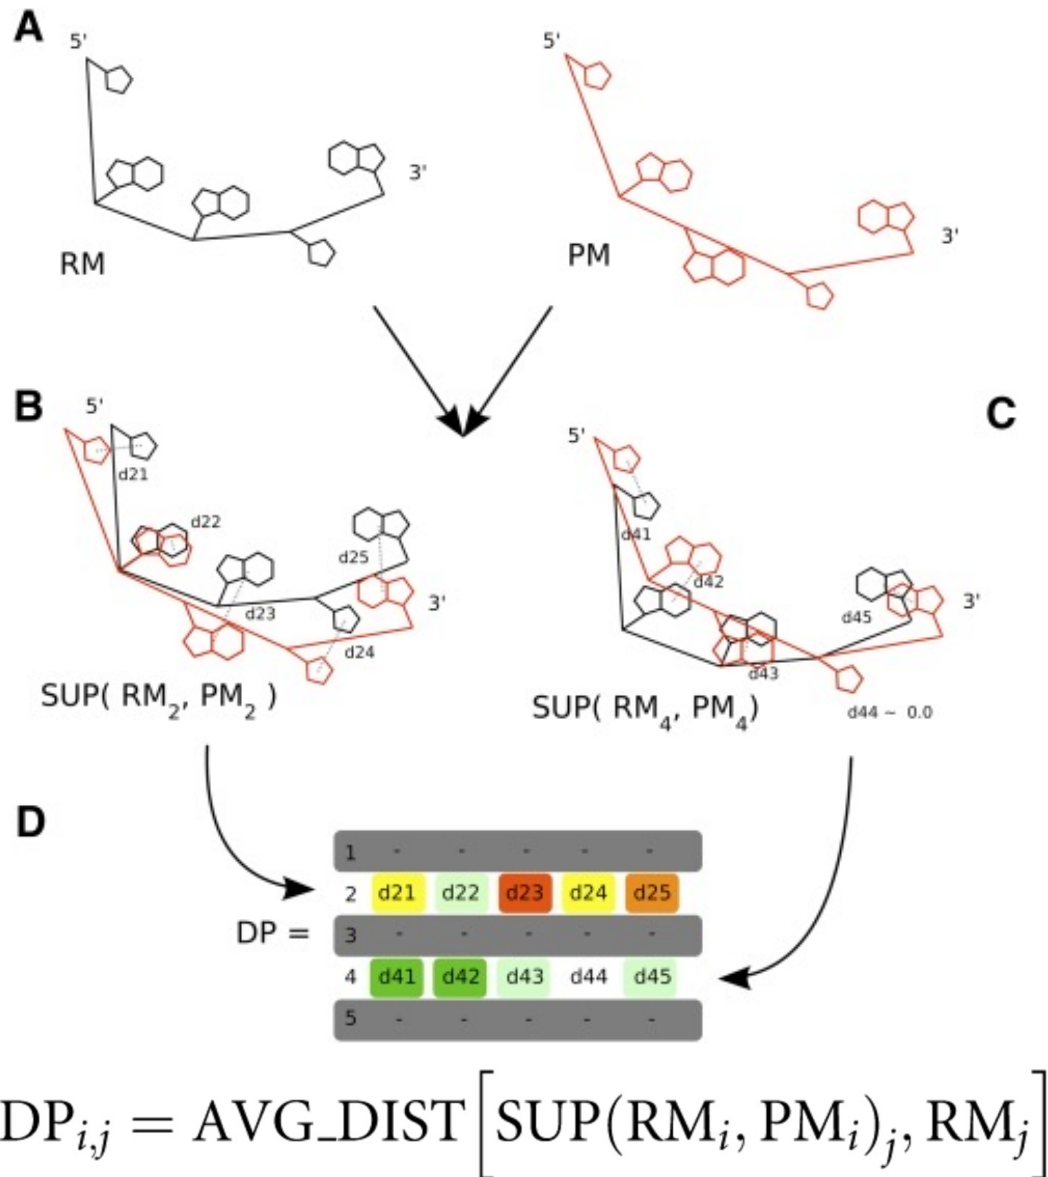 A
5'
5'
3'
3'
RM
PM
B
C
5'
5'
d21
d22
d25
d23
3'
d24
SUP( RM2, PM2 )
d41
d42
d45
3'
d43
SUP( RM4, PM4)
d44 ~ 0.0
D
1 - - - - -
2 d21 d22 d23 d24 d25
DP =
3 - - - - -
4 d41 d42 d43 d44 d45
5 - - - - -
DPi,j = AVG_DIST[SUP(RMi, PMi)j, RMj]